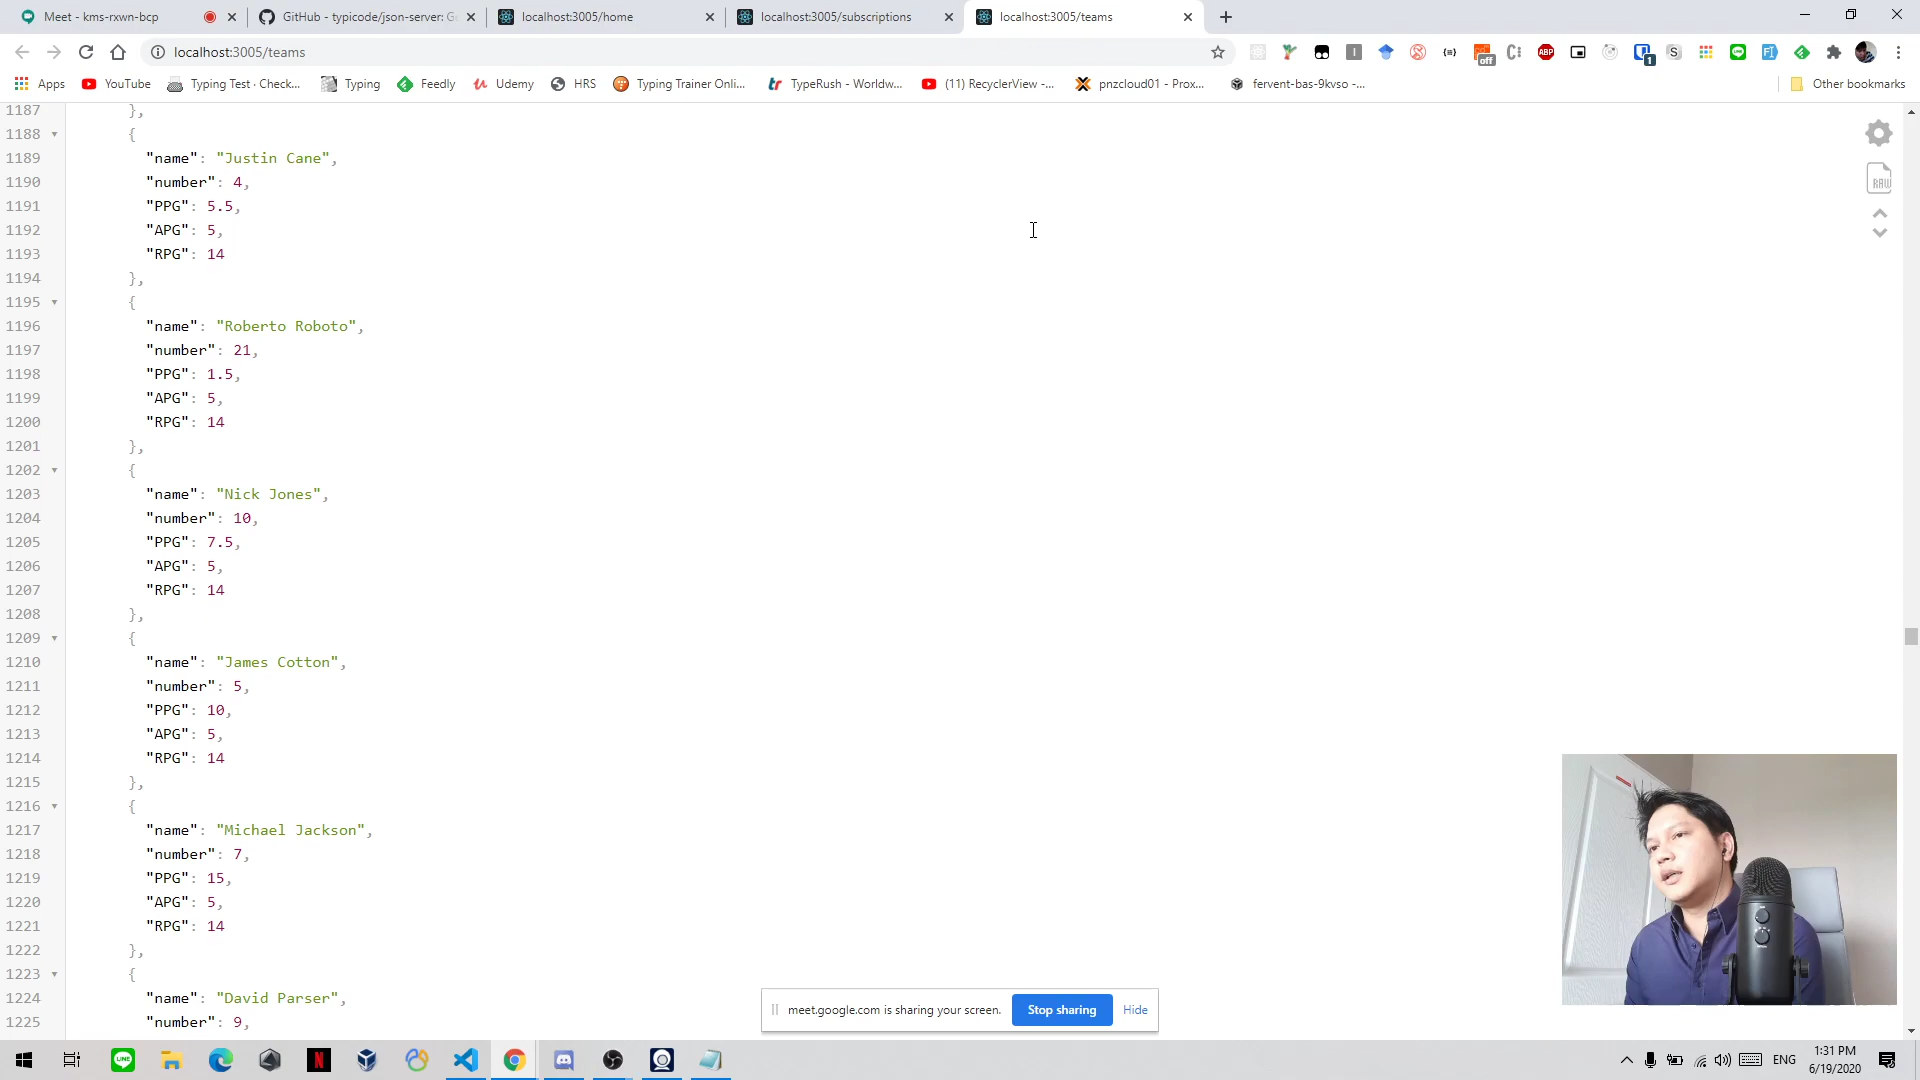 Meet - kms-rxwn-bcp
GitHub - typicode/json-server: G
localhost:3005/home
localhost:3005/subscriptions
localhost:3005/teams
localhost:3005/teams
Apps
YouTube
Typing Test · Check...
Typing
Feedly
Udemy
HRS
Typing Trainer Onli...
TypeRush - Worldw...
(11) RecyclerView -...
pnzcloud01 - Prox...
fervent-bas-9kvso -...
Other bookmarks
off
ABP
1
RAW
1187 },
1188 {
1189 "name": "Justin Cane",
1190 "number": 4,
1191 "PPG": 5.5,
1192 "APG": 5,
1193 "RPG": 14
1194 },
1195 {
1196 "name": "Roberto Roboto",
1197 "number": 21,
1198 "PPG": 1.5,
1199 "APG": 5,
1200 "RPG": 14
1201 },
1202 {
1203 "name": "Nick Jones",
1204 "number": 10,
1205 "PPG": 7.5,
1206 "APG": 5,
1207 "RPG": 14
1208 },
1209 {
1210 "name": "James Cotton",
1211 "number": 5,
1212 "PPG": 10,
1213 "APG": 5,
1214 "RPG": 14
1215 },
1216 {
1217 "name": "Michael Jackson",
1218 "number": 7,
1219 "PPG": 15,
1220 "APG": 5,
1221 "RPG": 14
1222 },
1223 {
1224 "name": "David Parser",
1225 "number": 9,
meet.google.com is sharing your screen.
Stop sharing
Hide
LINE
ENG
1:31 PM
6/19/2020